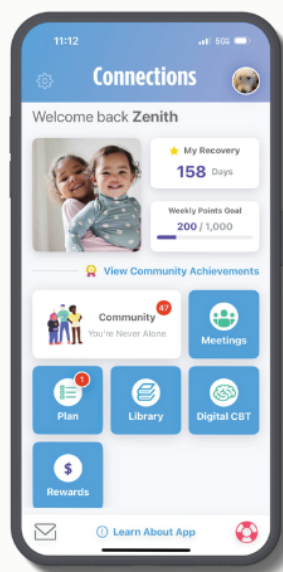 11:12
5G
Connections
Welcome back Zenith
My Recovery
158 Days
Weekly Points Goal
200 / 1,000
View Community Achievements
47
Community
You're Never Alone
Meetings
1
Plan
Library
Digital CBT
$
Rewards
Learn About App